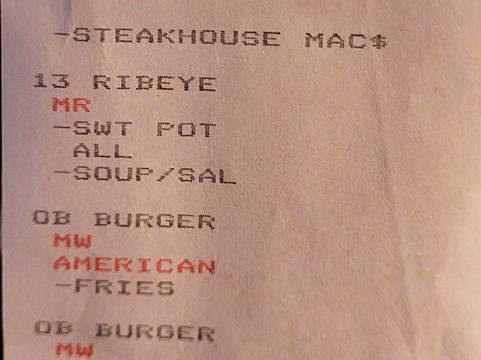 -STEAKHOUSE MAC$
13 RIBEYE
MR
-SWT POT
ALL
-SOUP/SAL
OB BURGER
MW
AMERICAN
-FRIES
OB BURGER
MW